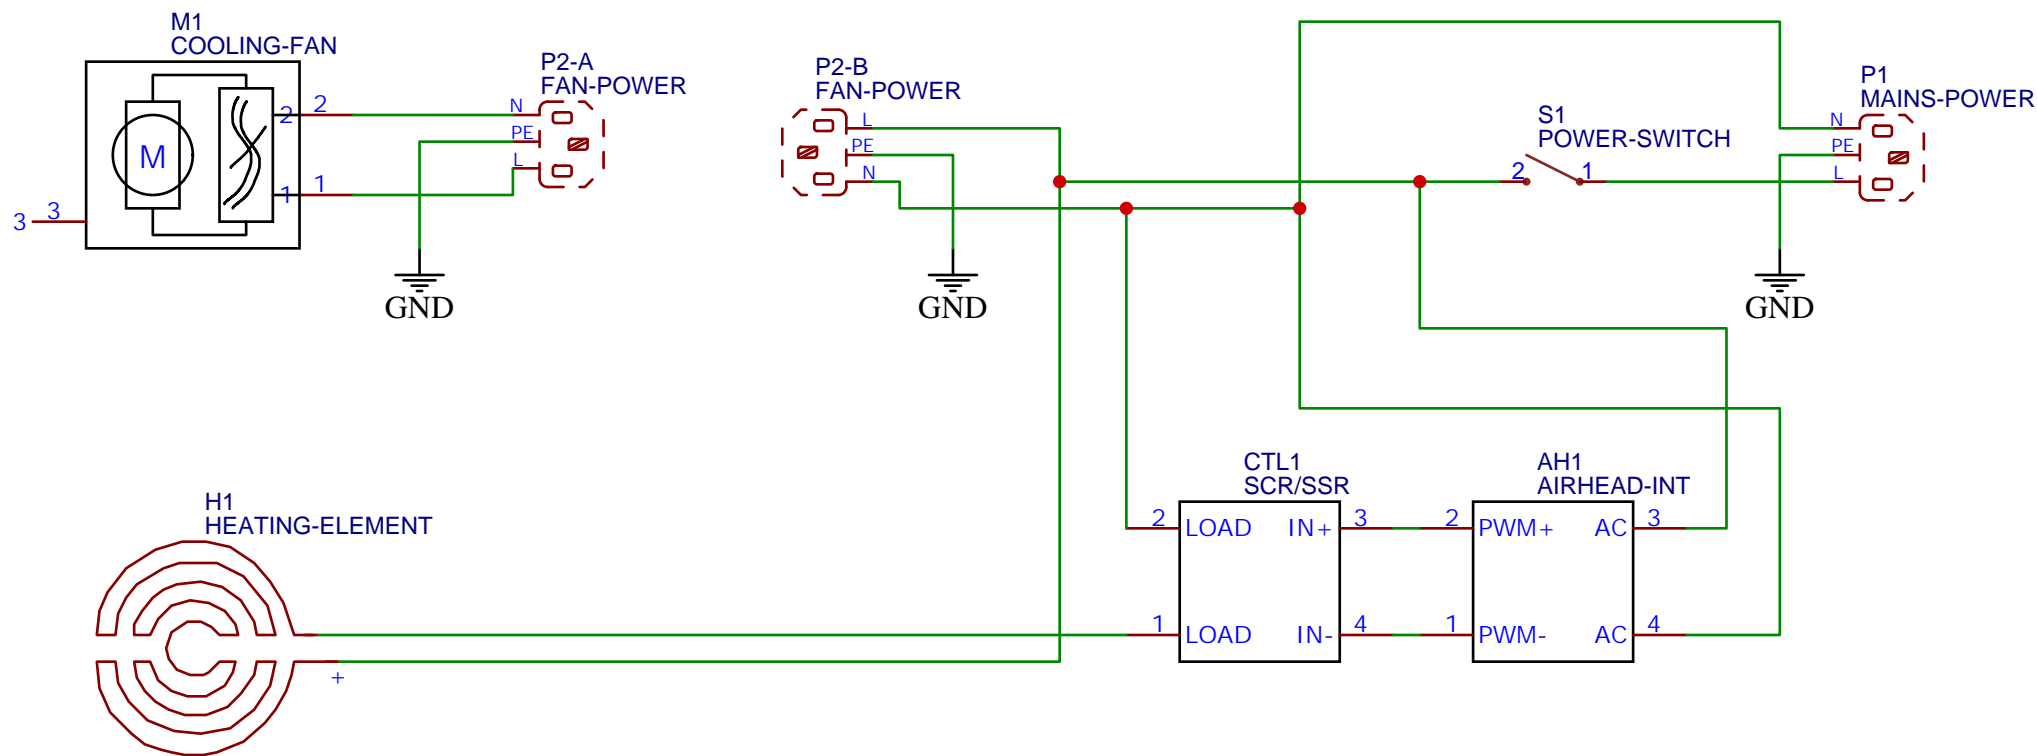 M1
COOLING-FAN
M
2
2
1
1
3
3
P2-A
FAN-POWER
N
PE
L
GND
P2-B
FAN-POWER
L
PE
N
GND
S1
POWER-SWITCH
2
1
P1
MAINS-POWER
N
PE
L
GND
H1
HEATING-ELEMENT
+
CTL1
SCR/SSR
2 LOAD IN+ 3
1 LOAD IN- 4
AH1
AIRHEAD-INT
2 PWM+ AC 3
1 PWM- AC 4